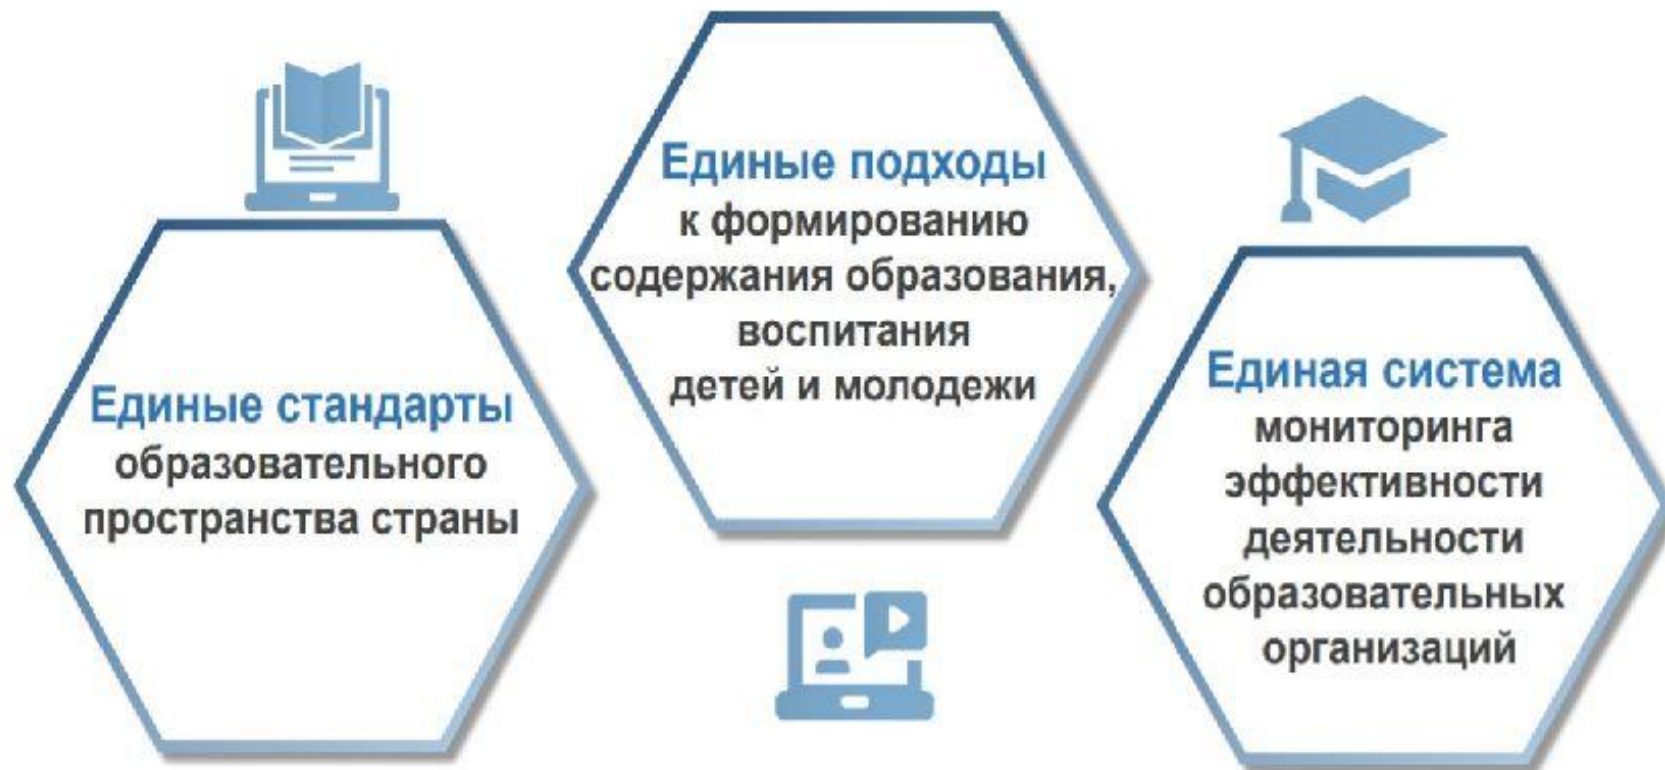 Единые стандарты
образовательного
пространства страны
Единые подходы
к формированию
содержания образования,
воспитания
детей и молодежи
Единая система
мониторинга
эффективности
деятельности
образовательных
организаций